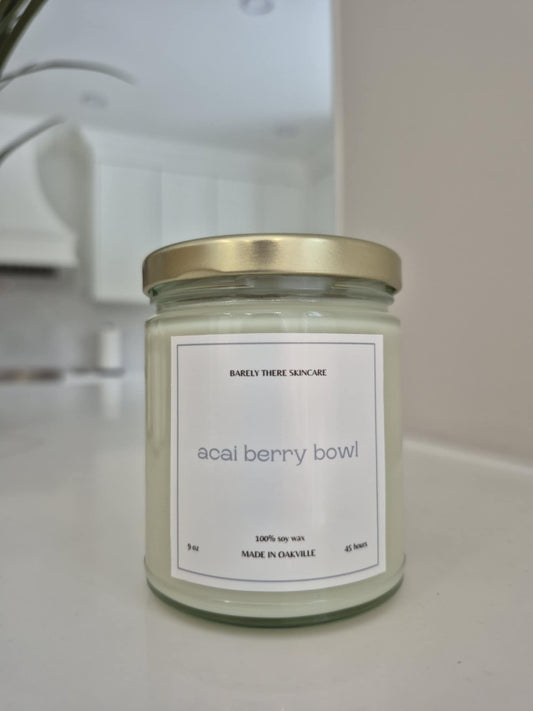 BARELY THERE SKINCARE
acai berry bowl
100% soy wax
9 oz MADE IN OAKVILLE 45 hours